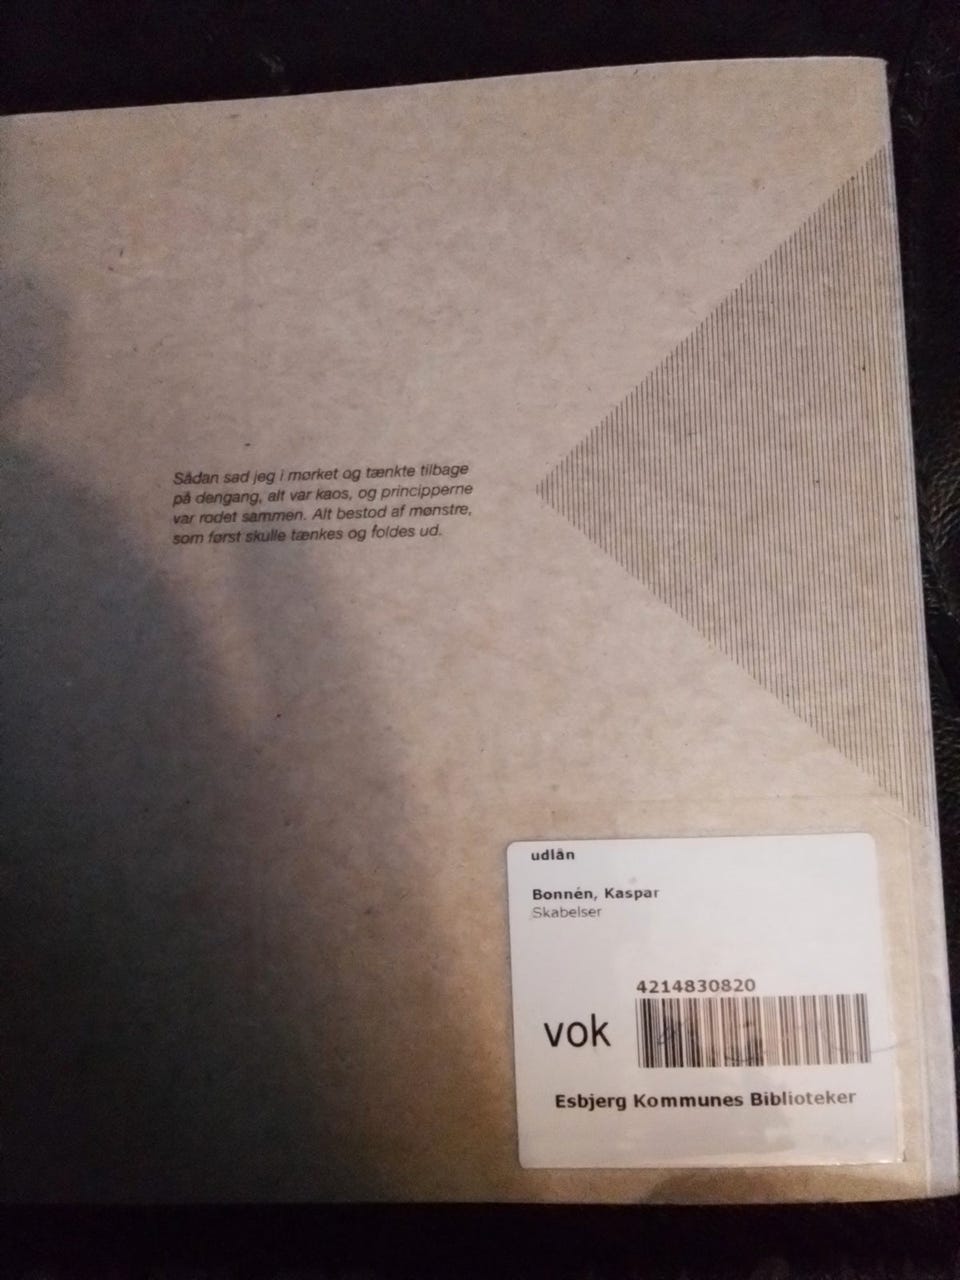 Sådan sad jeg i mørket og tænkte tilbage
på dengang, alt var kaos, og principperne
var rodet sammen. Alt bestod af mønstre,
som først skulle tænkes og foldes ud.
udlån
Bonnén, Kaspar
Skabelser
4214830820
vok
Esbjerg Kommunes Biblioteker